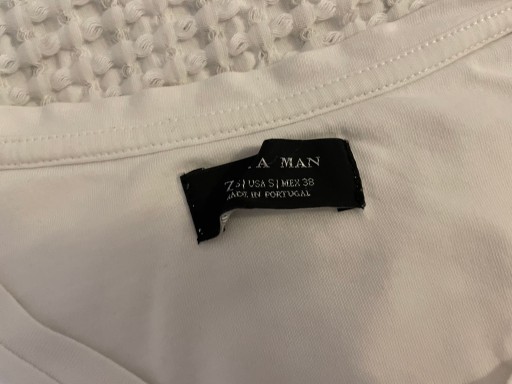 A MAN
USA S | MEX 38
MADE IN PORTUGAL